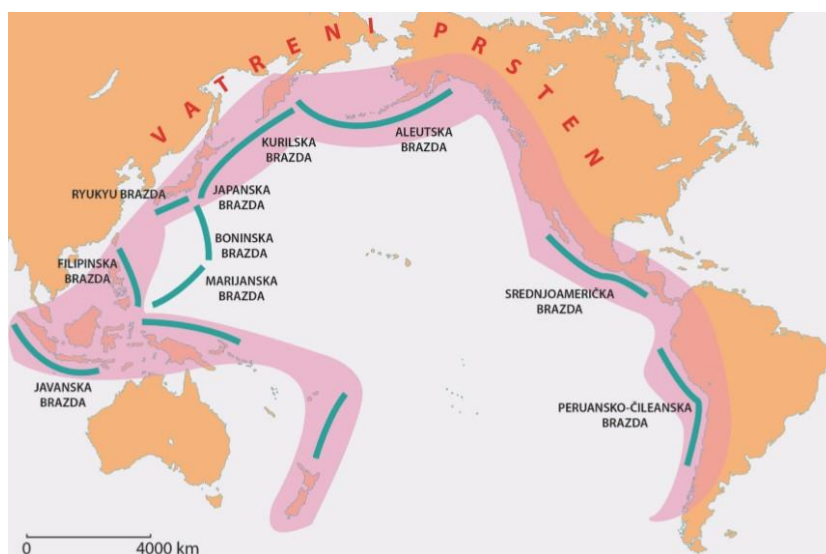 VATRENI PRSTEN
KURILSKA
BRAZDA
ALEUTSKA
BRAZDA
RYUKYU BRAZDA
JAPANSKA
BRAZDA
BONINSKA
BRAZDA
FILIPINSKA
BRAZDA
MARIJANSKA
BRAZDA
SREDNJOAMERIČKA
BRAZDA
JAVANSKA
BRAZDA
PERUANSKO-ČILEANSKA
BRAZDA
0 4000 km